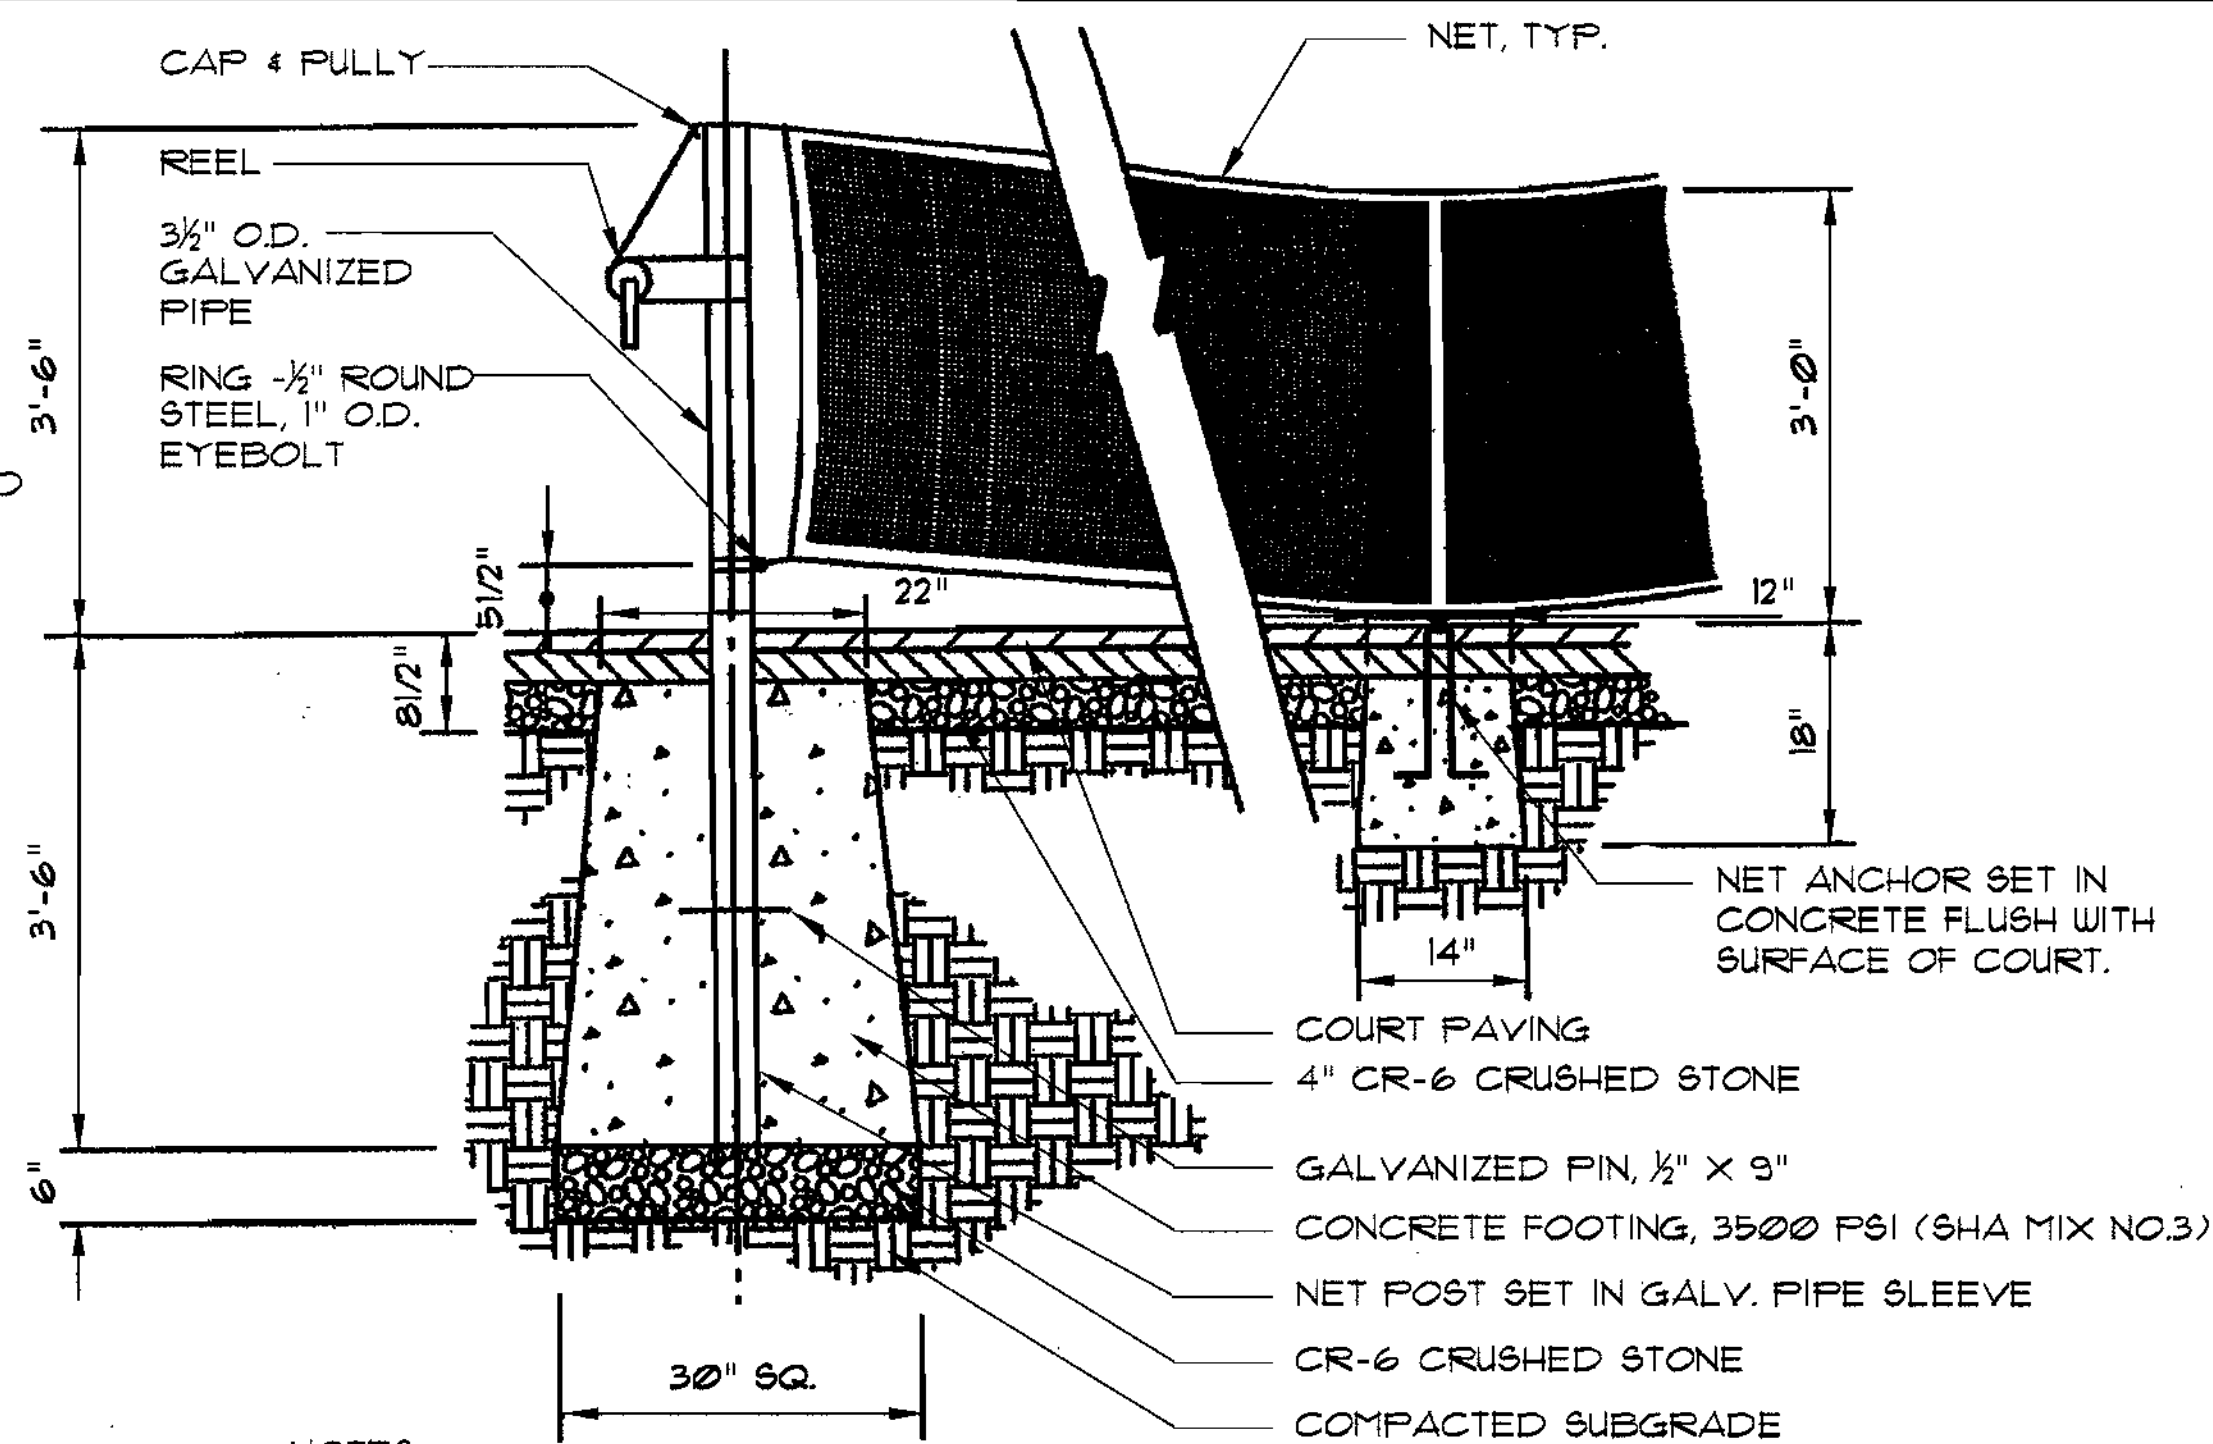 CAP & PULLY
NET, TYP.
REEL
3½" O.D.
GALVANIZED
PIPE
RING -½" ROUND
STEEL, 1" O.D.
EYEBOLT
3'-6"
3'-0"
5 1/2"
22"
12"
8 1/2"
18"
3'-6"
NET ANCHOR SET IN
CONCRETE FLUSH WITH
SURFACE OF COURT.
14"
COURT PAVING
4" CR-6 CRUSHED STONE
GALVANIZED PIN, ½" X 9"
6"
CONCRETE FOOTING, 3500 PSI (SHA MIX NO.3)
NET POST SET IN GALV. PIPE SLEEVE
CR-6 CRUSHED STONE
30" SQ.
COMPACTED SUBGRADE